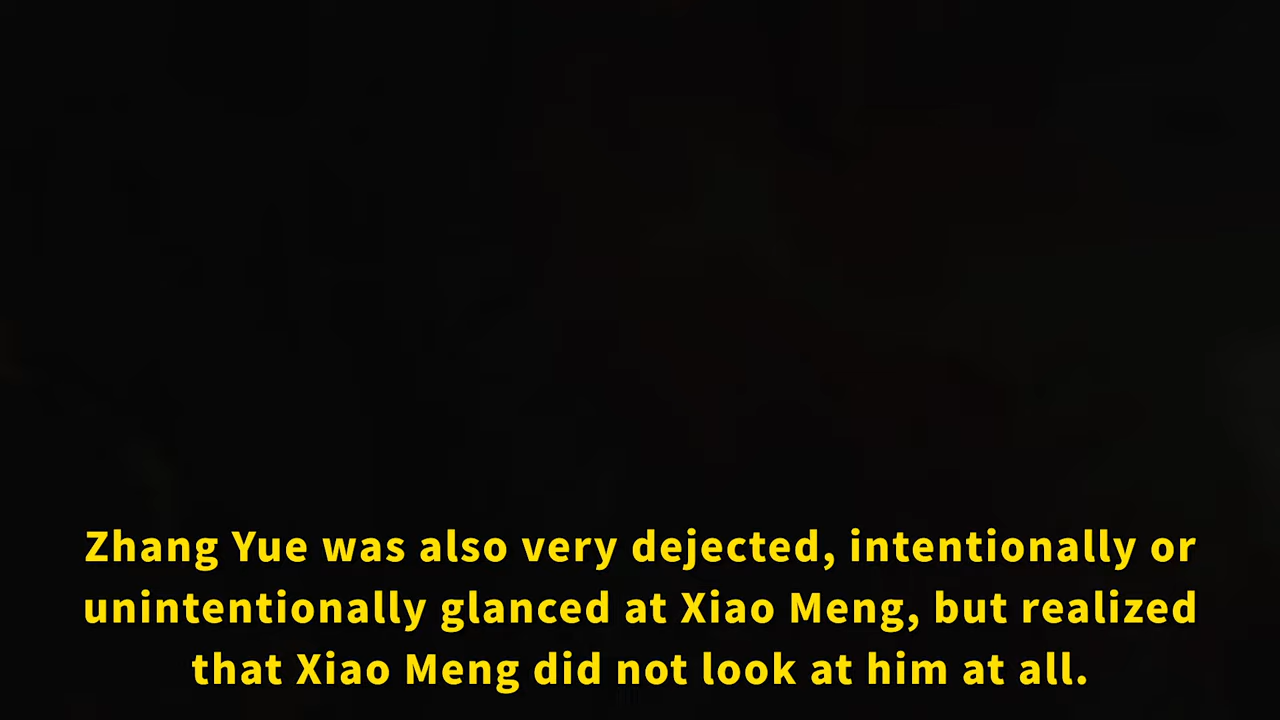 Zhang Yue was also very dejected, intentionally or
unintentionally glanced at Xiao Meng, but realized
that Xiao Meng did not look at him at all.